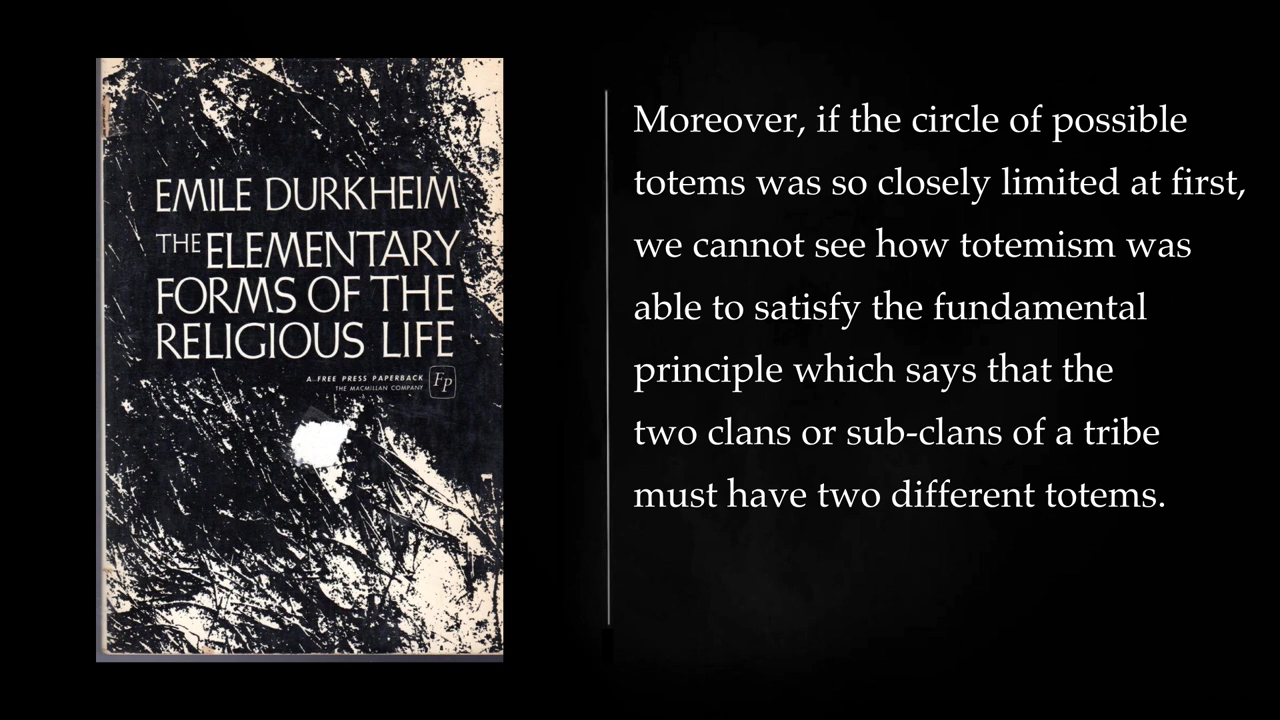 EMILE DURKHEIM
THE ELEMENTARY
FORMS OF THE
RELIGIOUS LIFE
A FREE PRESS PAPERBACK
THE MACMILLAN COMPANY
Fp
Moreover, if the circle of possible
totems was so closely limited at first,
we cannot see how totemism was
able to satisfy the fundamental
principle which says that the
two clans or sub-clans of a tribe
must have two different totems.